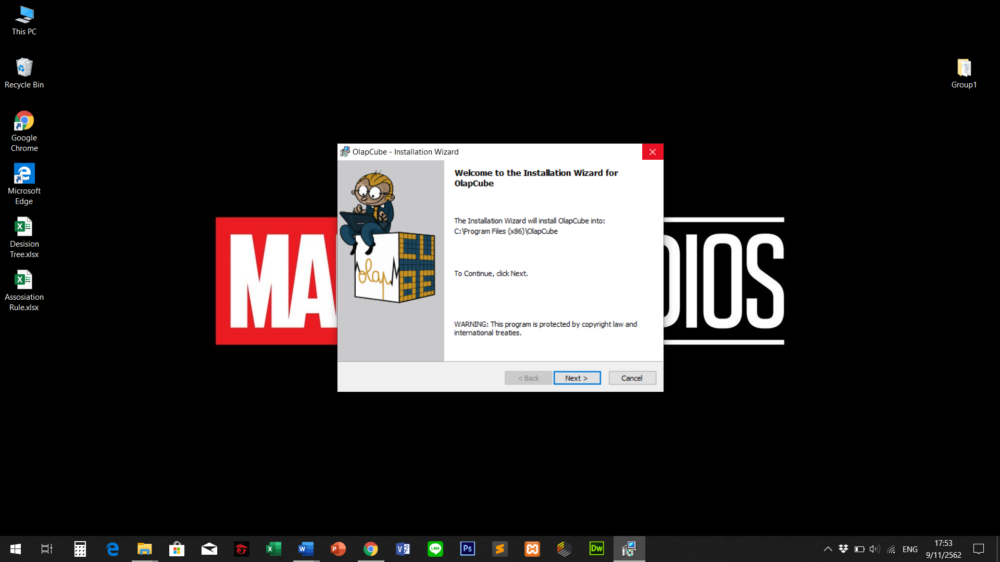 This PC
Recycle Bin
Google
Chrome
Microsoft
Edge
Desision
Tree.xlsx
Assosiation
Rule.xlsx
Group1
OlapCube - Installation Wizard
Welcome to the Installation Wizard for
OlapCube
The Installation Wizard will install OlapCube into:
C:\Program Files (x86)\OlapCube
To Continue, click Next.
WARNING: This program is protected by copyright law and
international treaties.
olap
< Back
Next >
Cancel
MA
DIOS
LINE
Ps
Dw
ENG
17:53
9/11/2562